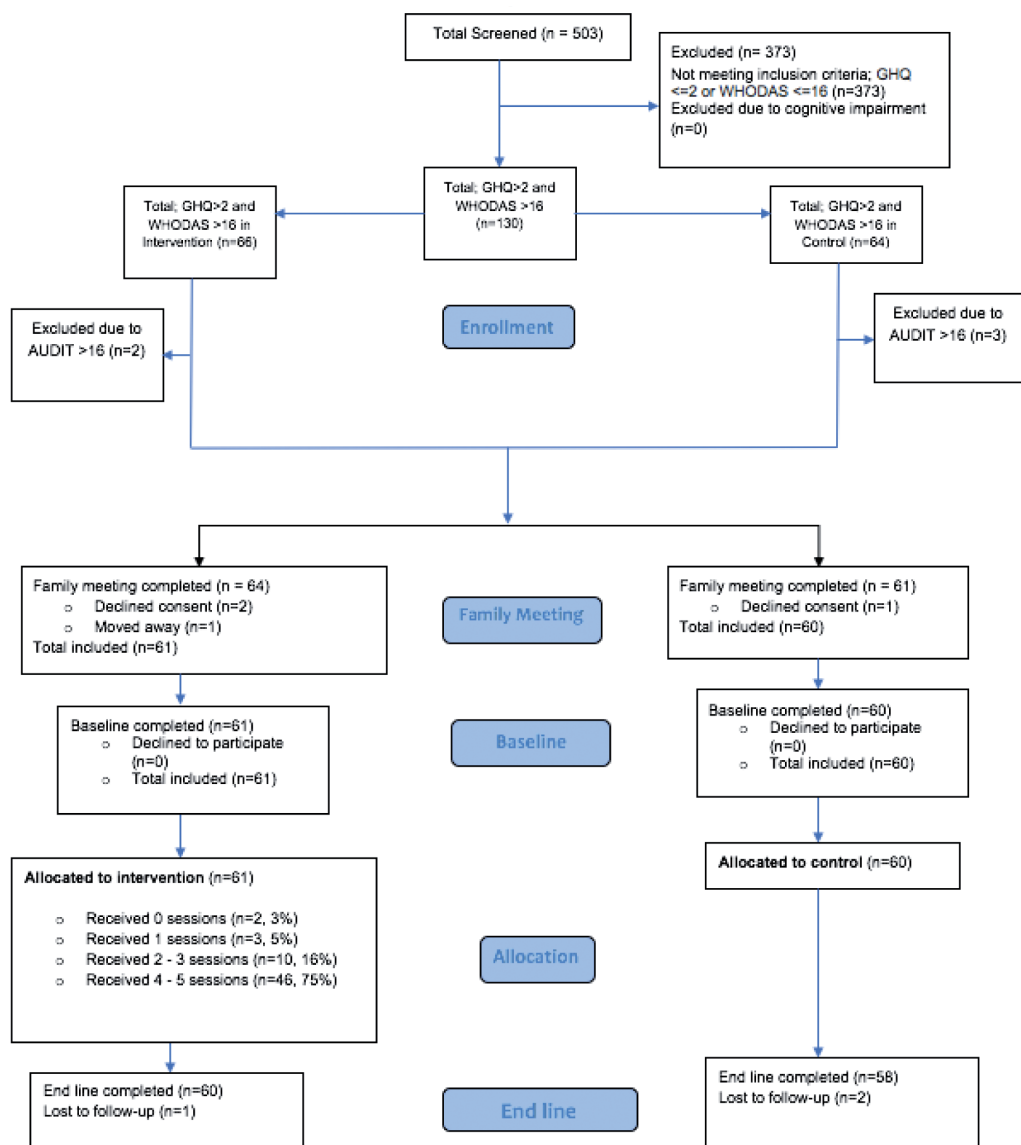 Total Screened (n = 503)
Excluded (n= 373)
Not meeting inclusion criteria; GHQ
<=2 or WHODAS <=16 (n=373)
Excluded due to cognitive impairment
(n=0)
Total; GHQ>2 and
WHODAS >16 in
Intervention (n=66)
Total; GHQ>2 and
WHODAS >16
(n=130)
Total; GHQ>2 and
WHODAS >16 in
Control (n=64)
Enrollment
Excluded due to
AUDIT >16 (n=2)
Excluded due to
AUDIT >16 (n=3)
Family meeting completed (n = 64)
o Declined consent (n=2)
o Moved away (n=1)
Total included (n=61)
Family Meeting
Family meeting completed (n = 61)
o Declined consent (n=1)
Total included (n=60)
Baseline completed (n=61)
o Declined to participate
(n=0)
o Total included (n=61)
Baseline
Baseline completed (n=60)
o Declined to participate
(n=0)
o Total included (n=60)
Allocated to intervention (n=61)
o Received 0 sessions (n=2, 3%)
o Received 1 sessions (n=3, 5%)
o Received 2 - 3 sessions (n=10, 16%)
o Received 4 - 5 sessions (n=46, 75%)
Allocation
Allocated to control (n=60)
End line completed (n=60)
Lost to follow-up (n=1)
End line
End line completed (n=58)
Lost to follow-up (n=2)